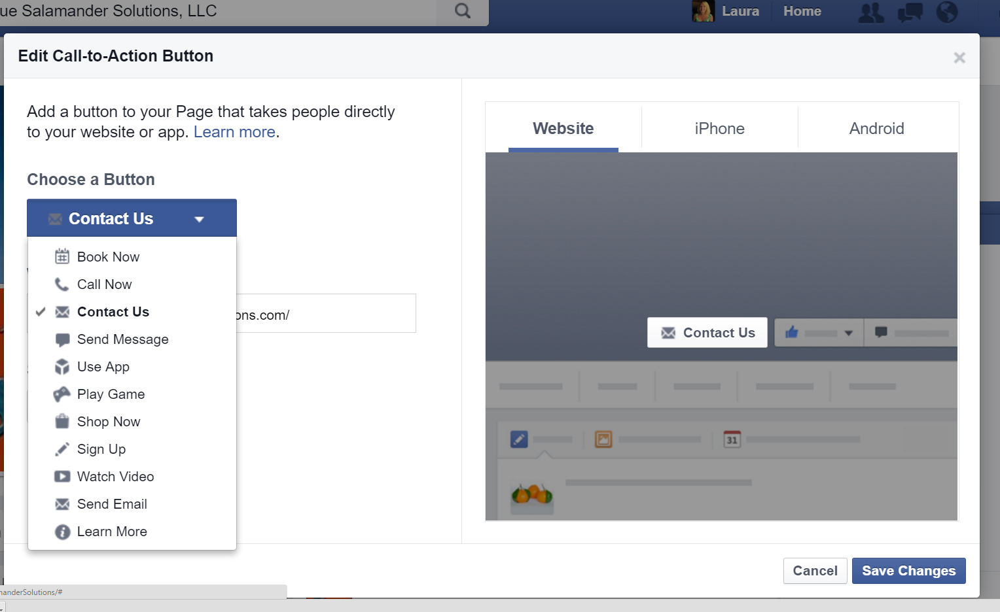 ue Salamander Solutions, LLC
Laura
Home
Edit Call-to-Action Button
Add a button to your Page that takes people directly
to your website or app. Learn more.
Choose a Button
Contact Us
Book Now
Call Now
Contact Us
Send Message
Use App
Play Game
Shop Now
Sign Up
Watch Video
Send Email
Learn More
ons.com/
Website
iPhone
Android
Contact Us
31
Cancel
Save Changes
manderSolutions/#